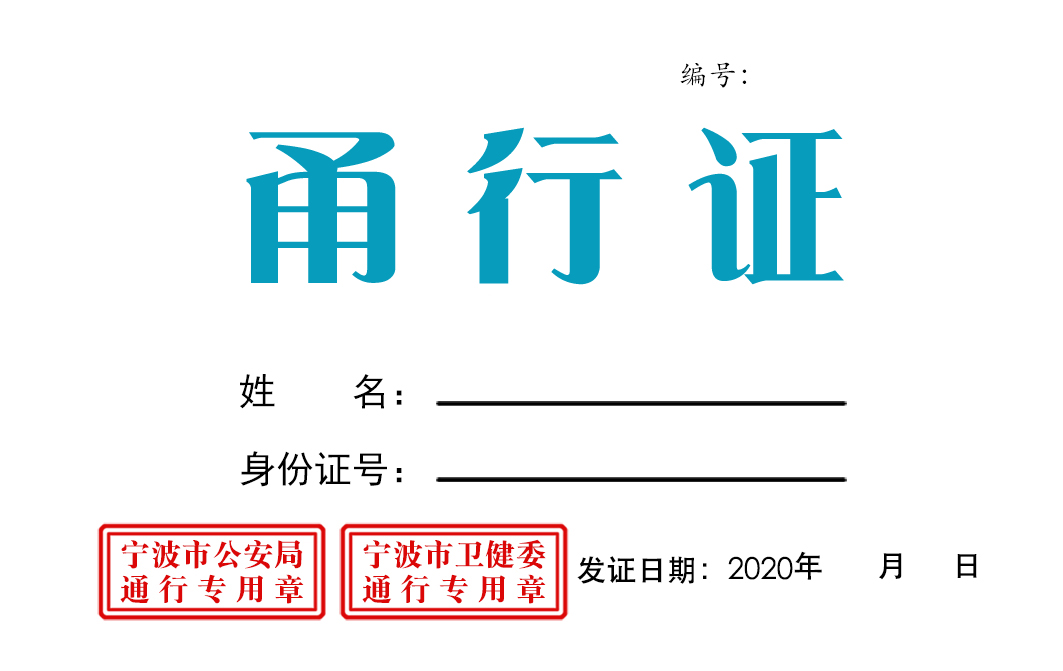 编号：
甬行证
姓 名：
身份证号：
宁波市公安局
通行专用章
宁波市卫健委
通行专用章
发证日期：2020年 月 日